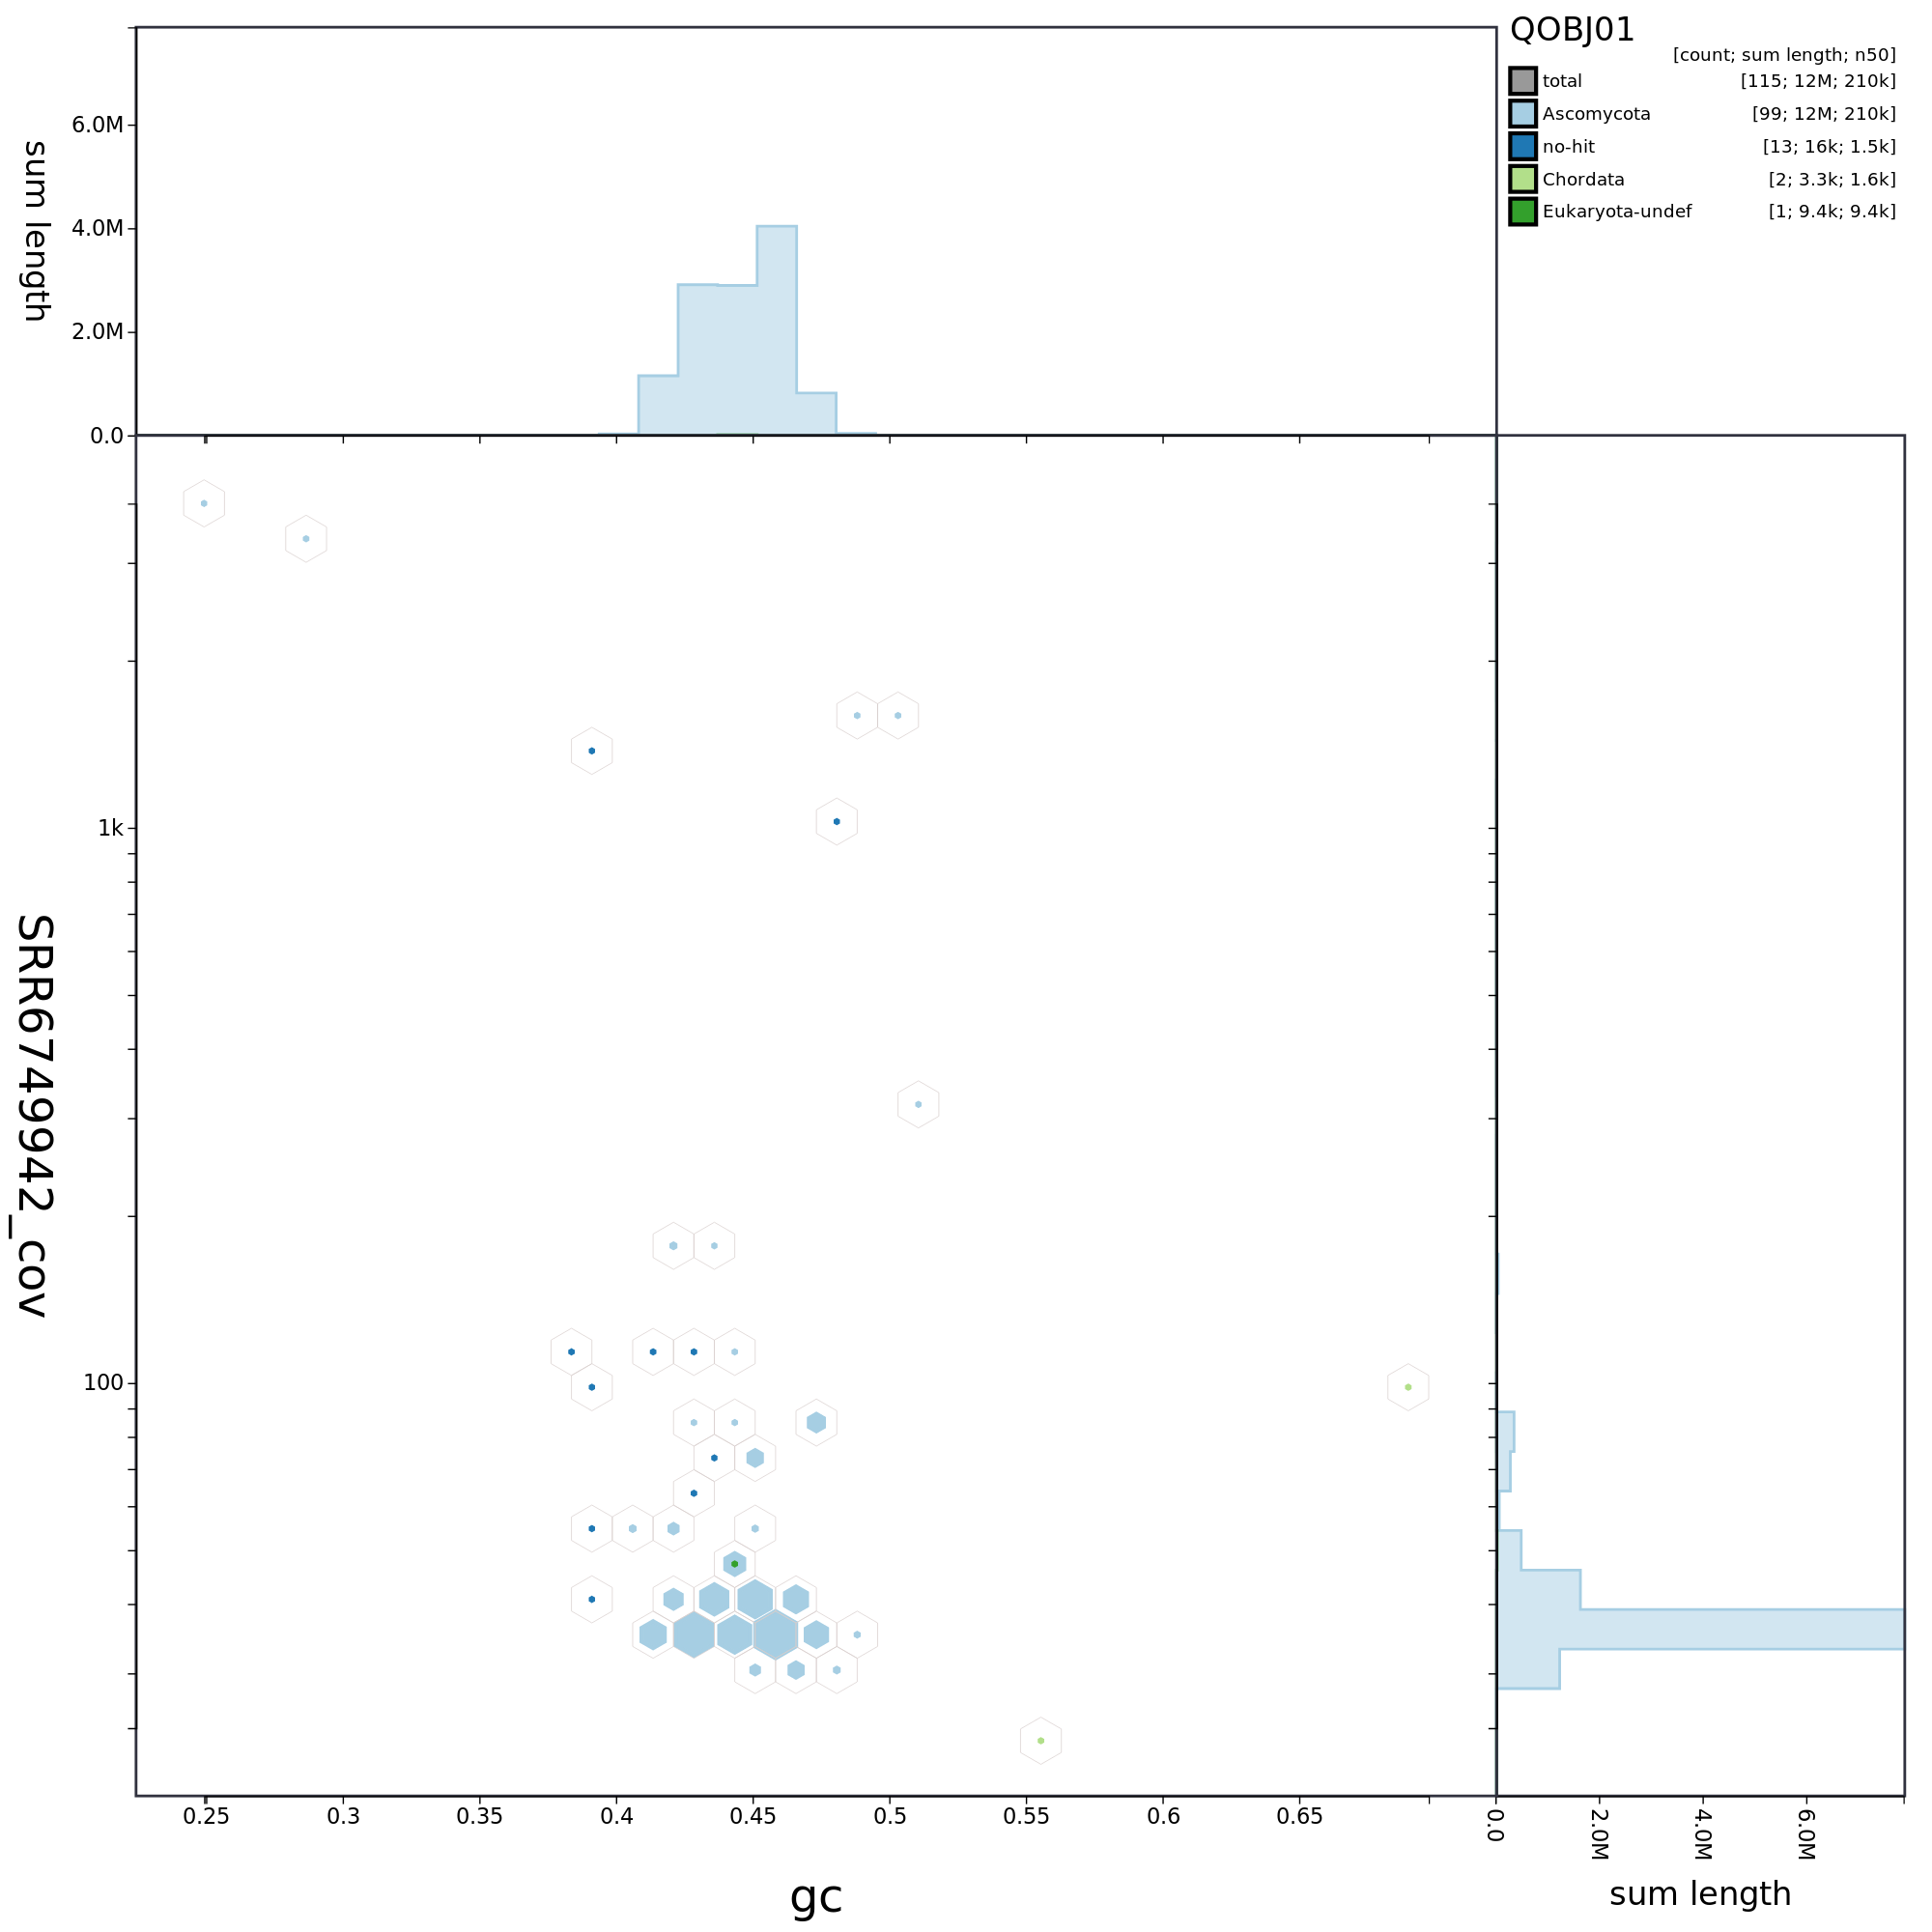 QOBJ01
[count; sum length; n50]
total [115; 12M; 210k]
Ascomycota [99; 12M; 210k]
no-hit [13; 16k; 1.5k]
Chordata [2; 3.3k; 1.6k]
Eukaryota-undef [1; 9.4k; 9.4k]
sum length
6.0M
4.0M
2.0M
0.0
SRR6749942_cov
1k
100
0.25 0.3 0.35 0.4 0.45 0.5 0.55 0.6 0.65
gc
0.0 2.0M 4.0M 6.0M
sum length